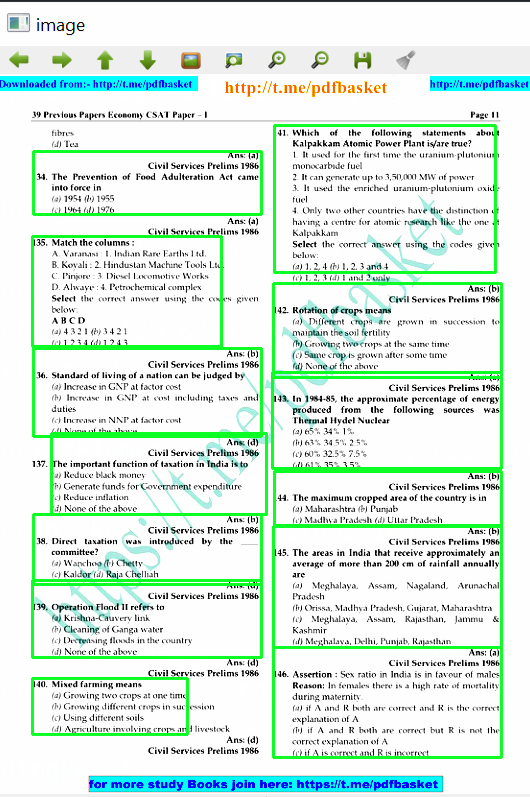 image
Downloaded from:- http://t.me/pdfbasket
http://t.me/pdfbasket
http://t.me/pdfbasket
39 Previous Papers Economy CSAT Paper – I
Page 11
fibres
(d) Tea
Ans: (a)
Civil Services Prelims 1986
34. The Prevention of Food Adulteration Act came
into force in
(a) 1954 (b) 1955
(c) 1964 (d) 1976
Ans: (a)
Civil Services Prelims 1986
135. Match the columns :
A. Varanasi : 1. Indian Rare Earths Ltd.
B. Koyali : 2. Hindustan Machine Tools Ltd.
C. Pinjore : 3. Diesel Locomotive Works
D. Alwaye : 4. Petrochemical complex
Select the correct answer using the codes given
below:
A B C D
(a) 4 3 2 1 (b) 3 4 2 1
(c) 1 2 3 4 (d) 1 2 4 3
Ans: (b)
Civil Services Prelims 1986
36. Standard of living of a nation can be judged by
(a) Increase in GNP at factor cost
(b) Increase in GNP at cost including taxes and
duties
(c) Increase in NNP at factor cost
(d) None of the above
Ans: (d)
Civil Services Prelims 1986
137. The important function of taxation in India is to
(a) Reduce black money
(b) Generate funds for Government expenditure
(c) Reduce inflation
(d) None of the above
Ans: (b)
Civil Services Prelims 1986
38. Direct taxation was introduced by the ____
committee?
(a) Wanchoo (b) Chetty
(c) Kaldor (d) Raja Chelliah
Ans: (d)
Civil Services Prelims 1986
139. Operation Flood II refers to
(a) Krishna-Cauvery link
(b) Cleaning of Ganga water
(c) Decreasing floods in the country
(d) None of the above
Ans: (d)
Civil Services Prelims 1986
140. Mixed farming means
(a) Growing two crops at one time
(b) Growing different crops in succession
(c) Using different soils
(d) Agriculture involving crops and livestock
Ans: (d)
Civil Services Prelims 1986
41. Which of the following statements about
Kalpakkam Atomic Power Plant is/are true?
1. It used for the first time the uranium-plutonium
monocarbide fuel
2. It can generate up to 3,50,000 MW of power
3. It used the enriched uranium-plutonium oxide
fuel
4. Only two other countries have the distinction of
having a centre for atomic research like the one at
Kalpakkam
Select the correct answer using the codes given
below:
(a) 1, 2, 4 (b) 1, 2, 3 and 4
(c) 1, 2, 3 (d) 1 and 2 only
Ans: (b)
Civil Services Prelims 1986
142. Rotation of crops means
(a) Different crops are grown in succession to
maintain the soil fertility
(b) Growing two crops at the same time
(c) Same crop is grown after some time
(d) None of the above
Ans: (a)
Civil Services Prelims 1986
143. In 1984-85, the approximate percentage of energy
produced from the following sources was
Thermal Hydel Nuclear
(a) 65% 34% 1%
(b) 63% 34.5% 2.5%
(c) 60% 32.5% 7.5%
(d) 61% 35% 3.5%
Ans: (b)
Civil Services Prelims 1986
44. The maximum cropped area of the country is in
(a) Maharashtra (b) Punjab
(c) Madhya Pradesh (d) Uttar Pradesh
Ans: (b)
Civil Services Prelims 1986
145. The areas in India that receive approximately an
average of more than 200 cm of rainfall annually
are
(a) Meghalaya, Assam, Nagaland, Arunachal
Pradesh
(b) Orissa, Madhya Pradesh, Gujarat, Maharashtra
(c) Meghalaya, Assam, Rajasthan, Jammu &
Kashmir
(d) Meghalaya, Delhi, Punjab, Rajasthan
Ans: (a)
Civil Services Prelims 1986
146. Assertion : Sex ratio in India is in favour of males
Reason: In females there is a high rate of mortality
during maternity.
(a) if A and R both are correct and R is the correct
explanation of A
(b) if A and R both are correct but R is not the
correct explanation of A
(c) if A is correct and R is incorrect
https://t.me/pdfbasket
for more study Books join here: https://t.me/pdfbasket